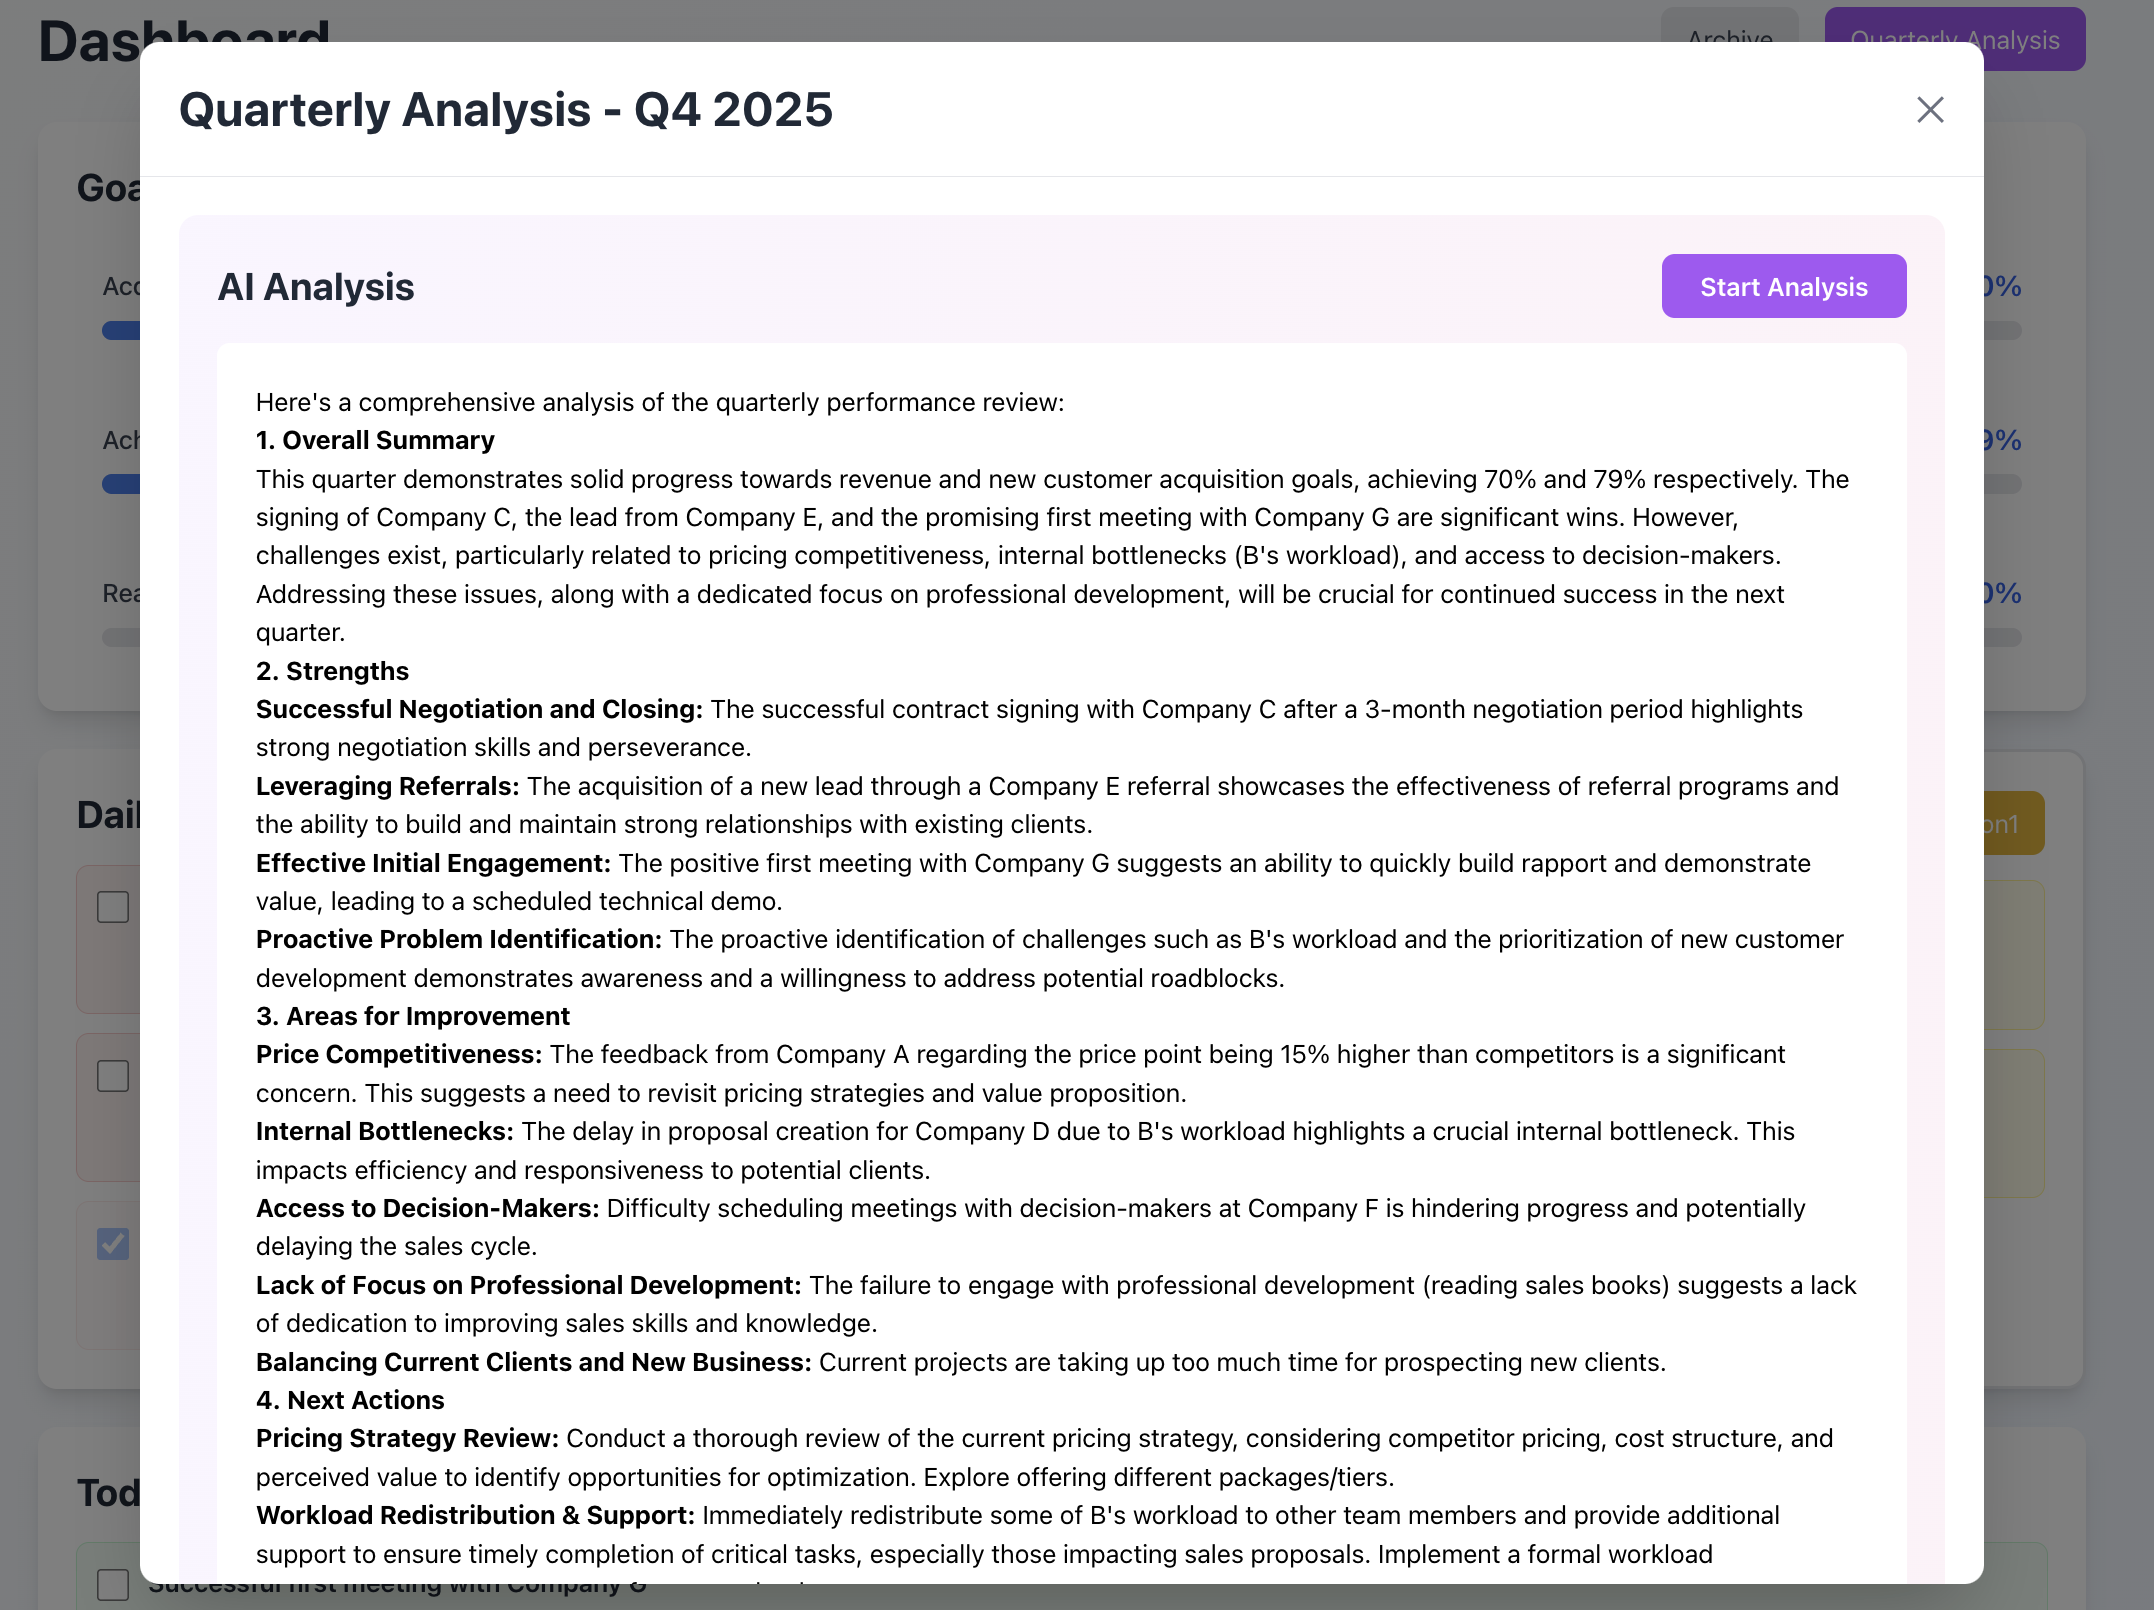 Dashboard
Archive
Quarterly Analysis
Quarterly Analysis - Q4 2025
AI Analysis
Start Analysis
Here's a comprehensive analysis of the quarterly performance review:
1. Overall Summary
This quarter demonstrates solid progress towards revenue and new customer acquisition goals, achieving 70% and 79% respectively. The
signing of Company C, the lead from Company E, and the promising first meeting with Company G are significant wins. However,
challenges exist, particularly related to pricing competitiveness, internal bottlenecks (B's workload), and access to decision-makers.
Addressing these issues, along with a dedicated focus on professional development, will be crucial for continued success in the next
quarter.
2. Strengths
Successful Negotiation and Closing: The successful contract signing with Company C after a 3-month negotiation period highlights
strong negotiation skills and perseverance.
Leveraging Referrals: The acquisition of a new lead through a Company E referral showcases the effectiveness of referral programs and
the ability to build and maintain strong relationships with existing clients.
Effective Initial Engagement: The positive first meeting with Company G suggests an ability to quickly build rapport and demonstrate
value, leading to a scheduled technical demo.
Proactive Problem Identification: The proactive identification of challenges such as B's workload and the prioritization of new customer
development demonstrates awareness and a willingness to address potential roadblocks.
3. Areas for Improvement
Price Competitiveness: The feedback from Company A regarding the price point being 15% higher than competitors is a significant
concern. This suggests a need to revisit pricing strategies and value proposition.
Internal Bottlenecks: The delay in proposal creation for Company D due to B's workload highlights a crucial internal bottleneck. This
impacts efficiency and responsiveness to potential clients.
Access to Decision-Makers: Difficulty scheduling meetings with decision-makers at Company F is hindering progress and potentially
delaying the sales cycle.
Lack of Focus on Professional Development: The failure to engage with professional development (reading sales books) suggests a lack
of dedication to improving sales skills and knowledge.
Balancing Current Clients and New Business: Current projects are taking up too much time for prospecting new clients.
4. Next Actions
Pricing Strategy Review: Conduct a thorough review of the current pricing strategy, considering competitor pricing, cost structure, and
perceived value to identify opportunities for optimization. Explore offering different packages/tiers.
Workload Redistribution & Support: Immediately redistribute some of B's workload to other team members and provide additional
support to ensure timely completion of critical tasks, especially those impacting sales proposals. Implement a formal workload
Successful first meeting with Company G